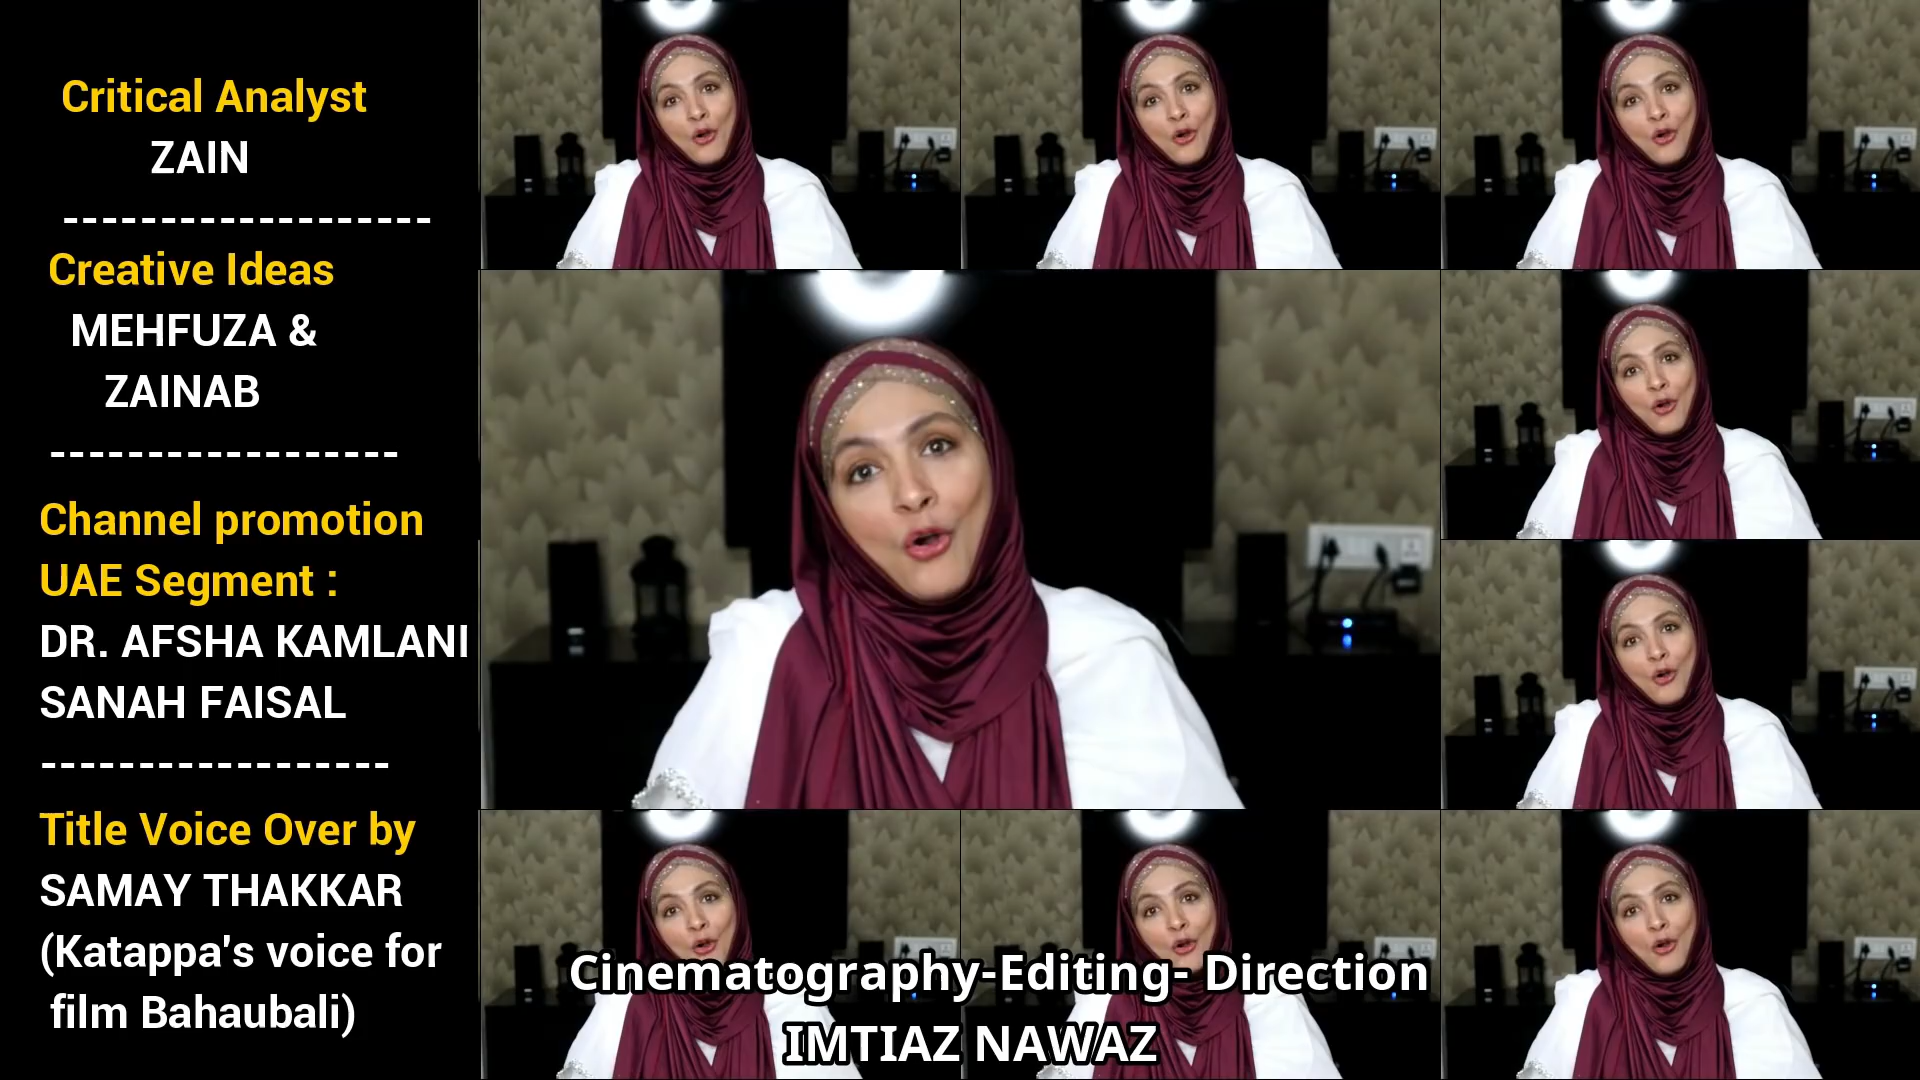 Critical Analyst
ZAIN
-------------------
Creative Ideas
MEHFUZA &
ZAINAB
------------------
Channel promotion
UAE Segment :
DR. AFSHA KAMLANI
SANAH FAISAL
------------------
Title Voice Over by
SAMAY THAKKAR
(Katappa's voice for
film Bahaubali)
Cinematography-Editing- Direction
IMTIAZ NAWAZ